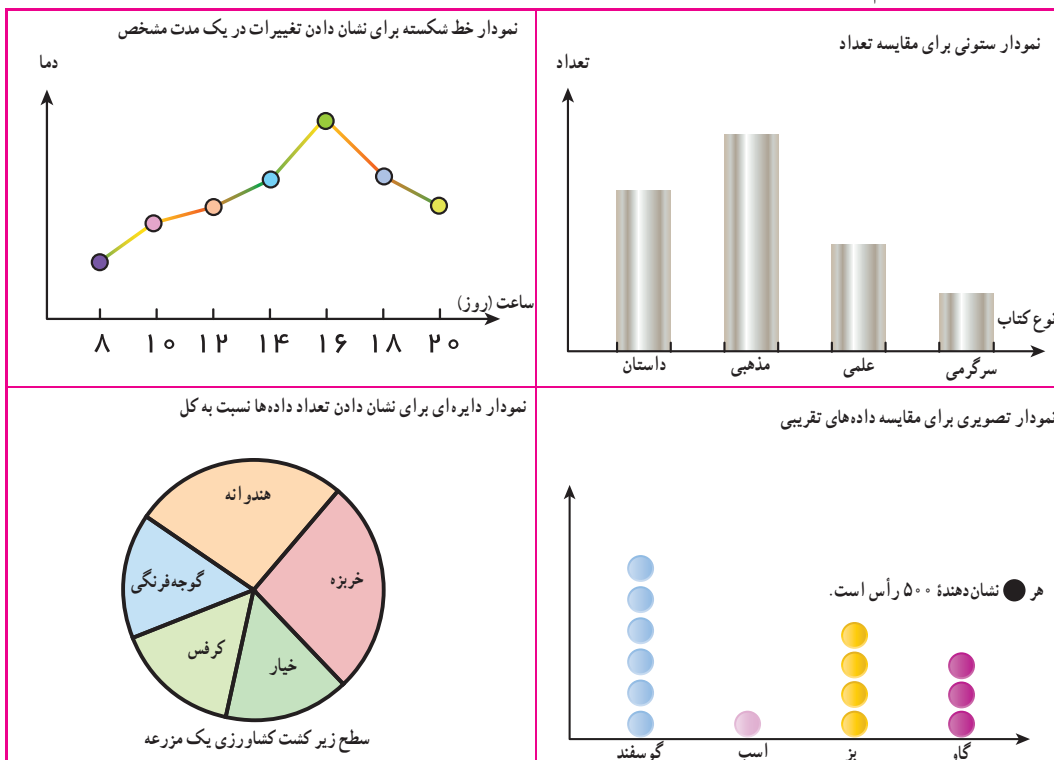 نمودار ستونی برای مقایسه تعداد
تعداد
نوع کتاب
داستان
مذهبی
علمی
سرگرمی
نمودار خط شکسته برای نشان دادن تغییرات در یک مدت مشخص
دما
ساعت (روز)
۸ ۱۰ ۱۲ ۱۴ ۱۶ ۱۸ ۲۰
نمودار تصویری برای مقایسه داده‌های تقریبی
هر نشان‌دهندهٔ ۵۰۰ رأس است.
گوسفند
اسب
بز
گاو
نمودار دایره‌ای برای نشان دادن تعداد داده‌ها نسبت به کل
هندوانه
خربزه
گوجه‌فرنگی
کرفس
خیار
سطح زیر کشت کشاورزی یک مزرعه